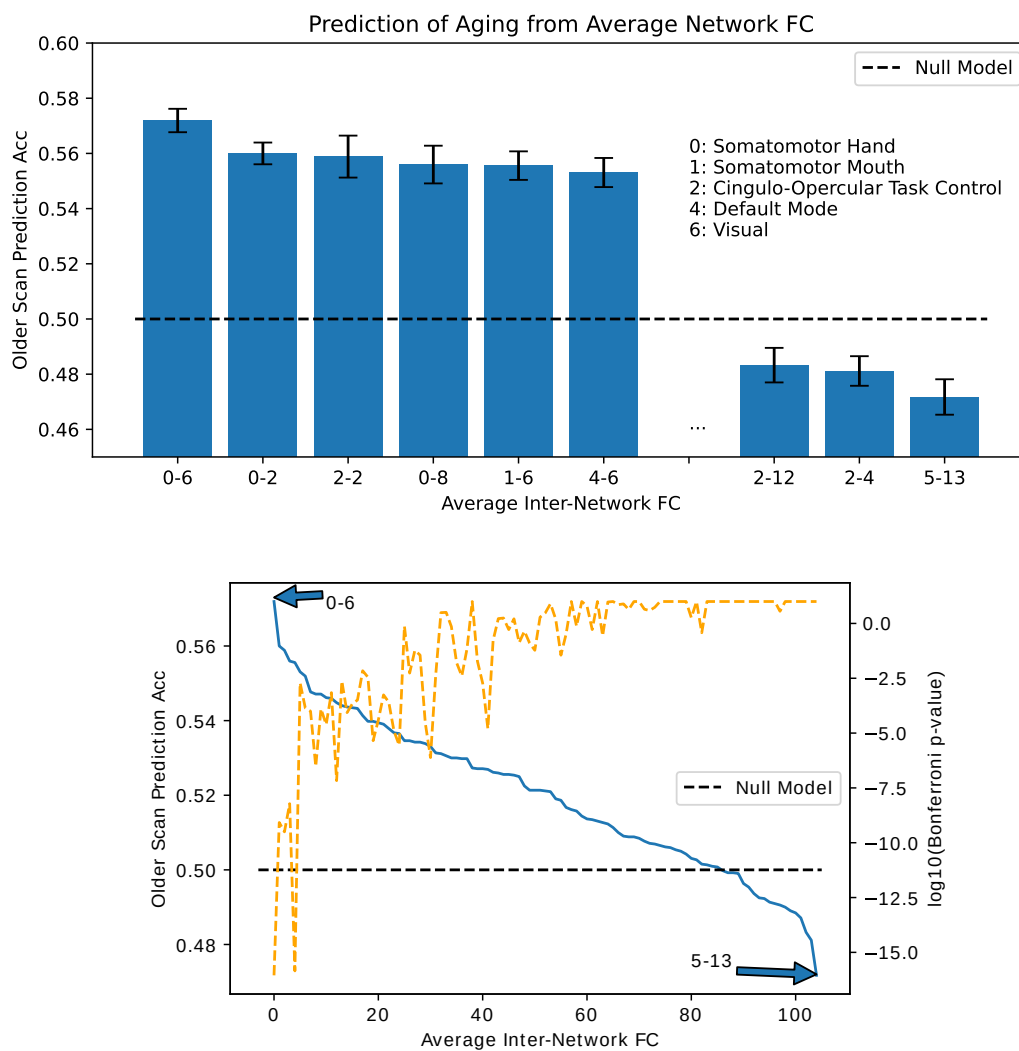 Prediction of Aging from Average Network FC
Older Scan Prediction Acc
0.60
0.58
0.56
0.54
0.52
0.50
0.48
0.46
Null Model
0: Somatomotor Hand
1: Somatomotor Mouth
2: Cingulo-Opercular Task Control
4: Default Mode
6: Visual
...
0-6 0-2 2-2 0-8 1-6 4-6 2-12 2-4 5-13
Average Inter-Network FC
Older Scan Prediction Acc
0.56
0.54
0.52
0.50
0.48
0-6
Null Model
5-13
0.0
−2.5
−5.0
−7.5
−10.0
−12.5
−15.0
log10(Bonferroni p-value)
0 20 40 60 80 100
Average Inter-Network FC